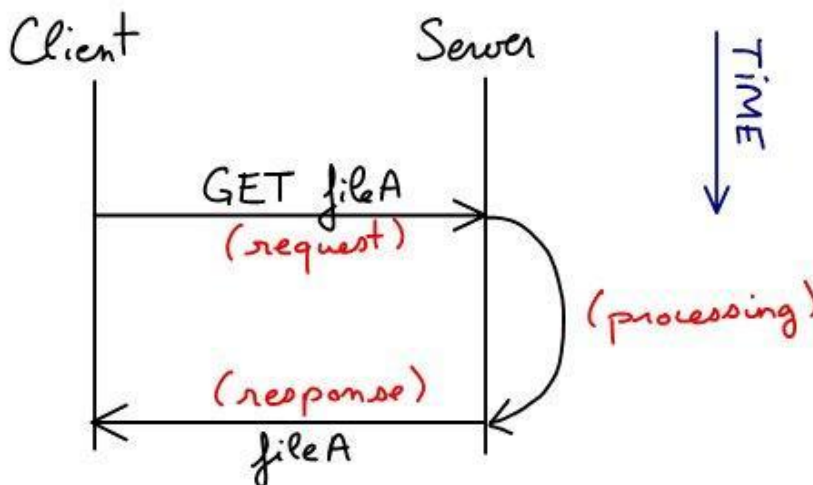 Client
Server
TiME
GET fileA
(request)
(processing)
(response)
fileA